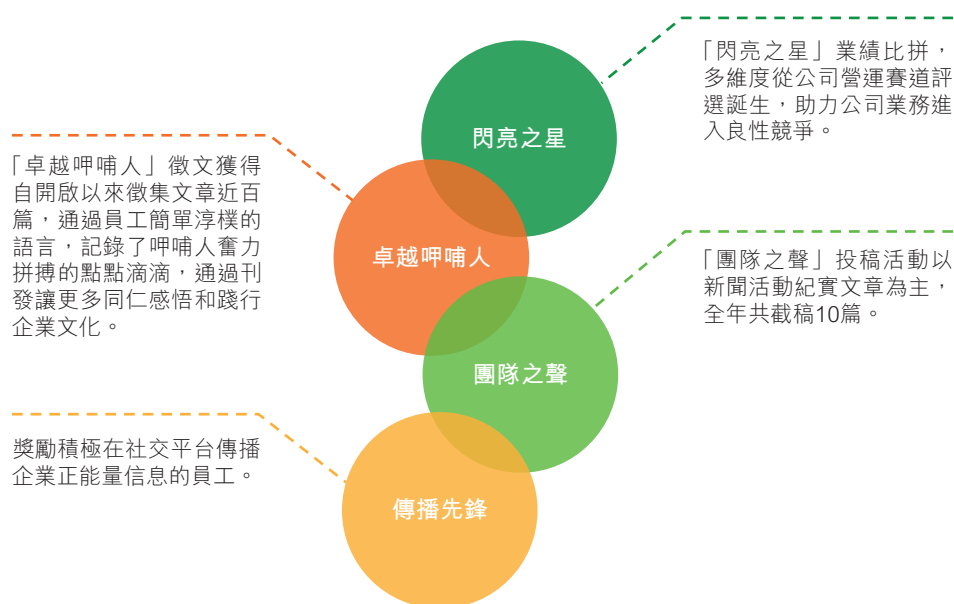 「閃亮之星」業績比拼，
多維度從公司營運賽道評
選誕生，助力公司業務進
入良性競爭。
閃亮之星
「卓越呷哺人」徵文獲得
自開啟以來徵集文章近百
篇，通過員工簡單淳樸的
語言，記錄了呷哺人奮力
拼搏的點點滴滴，通過刊
發讓更多同仁感悟和踐行
企業文化。
卓越呷哺人
「團隊之聲」投稿活動以
新聞活動紀實文章為主，
全年共截稿10篇。
團隊之聲
獎勵積極在社交平台傳播
企業正能量信息的員工。
傳播先鋒